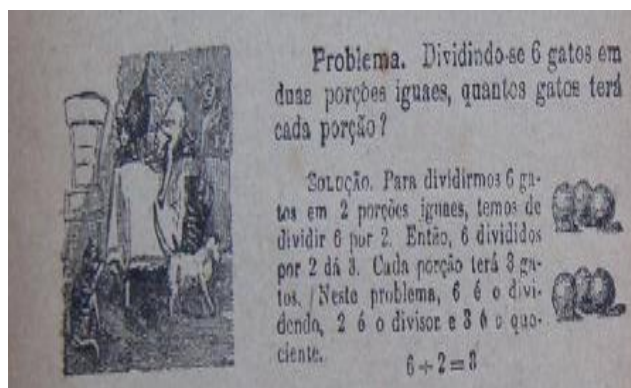 Problema. Dividindo-se 6 gatos em
duas porções iguaes, quantos gatos terá
cada porção?
SOLUÇÃO. Para dividirmos 6 ga-
tos em 2 porções iguaes, temos de
dividir 6 por 2. Então, 6 divididos
por 2 dá 3. Cada porção terá 3 ga-
tos. Neste problema, 6 é o divi-
dendo, 2 é o divisor e 3 é o quo-
ciente.
6 ÷ 2 = 3